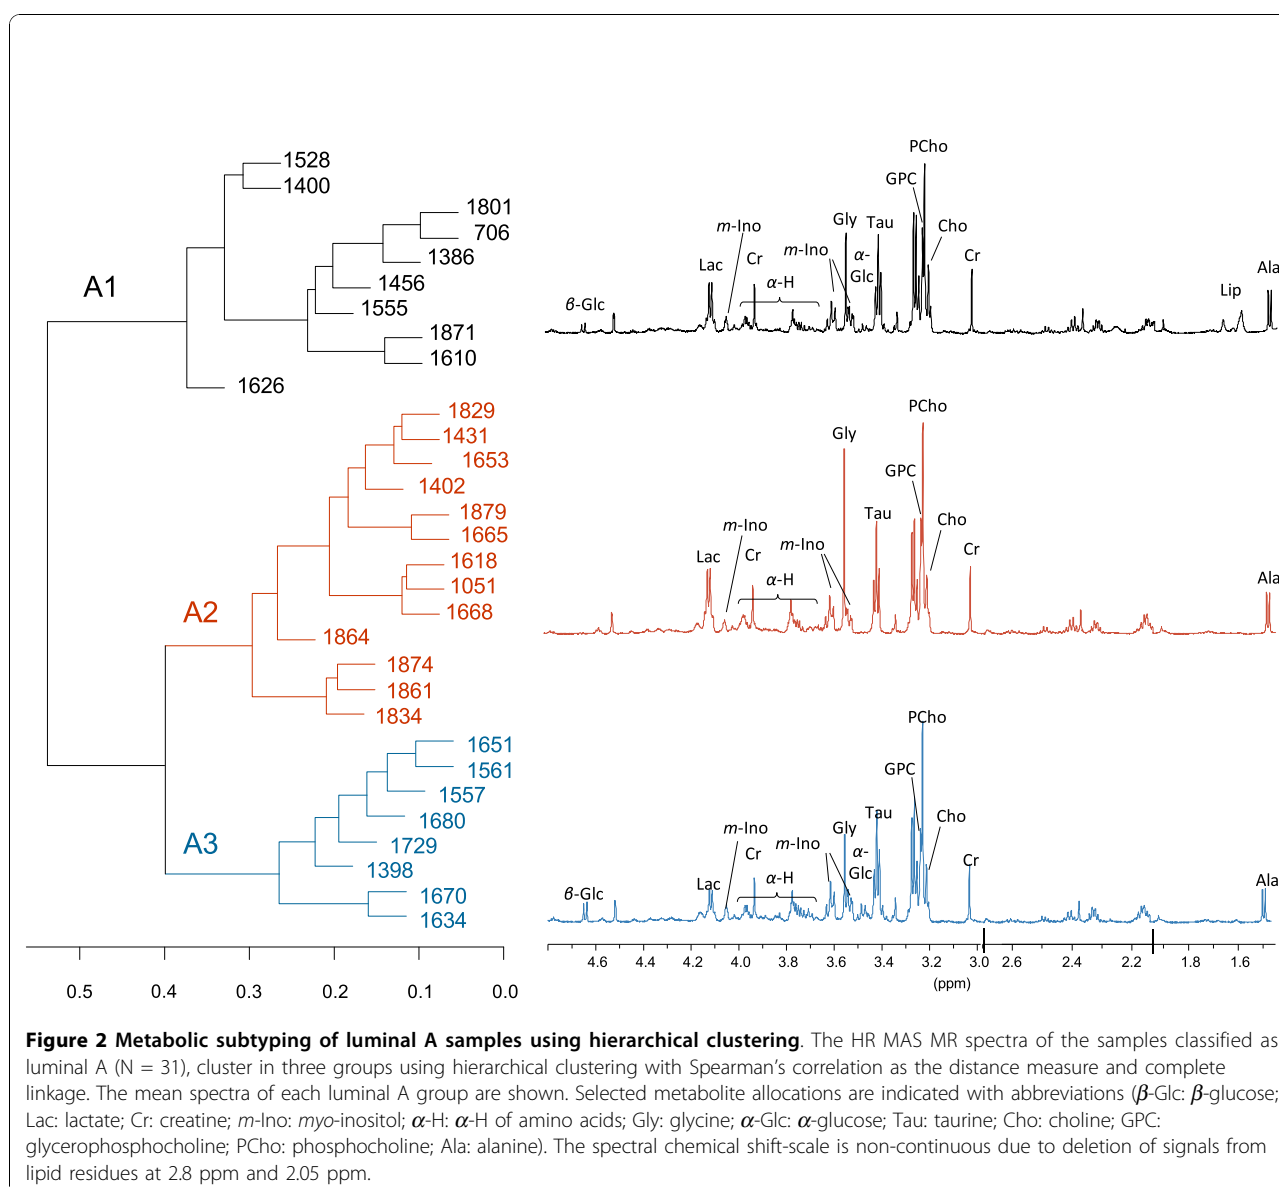 1528
1400
1801
706
1386
A1
1456
1555
1871
1610
1626
1829
1431
1653
1402
1879
1665
1618
1051
1668
A2
1864
1874
1861
1834
1651
1561
1557
1680
A3
1729
1398
1670
1634
0.5 0.4 0.3 0.2 0.1 0.0
PCho
GPC
m-Ino Gly Tau Cho
Lac Cr m-Ino α-Glc Cr Ala
α-H
β-Glc Lip
PCho
Gly
GPC
m-Ino Tau Cho
Lac Cr m-Ino Cr Ala
α-H
PCho
GPC
m-Ino Gly Tau Cho
Cr m-Ino α-Glc Cr
β-Glc Lac α-H Ala
4.6 4.2 4.0 3.8 3.6 3.4 3.2 3.0 2.6 2.4 2.2 1.8 1.6
(ppm)
Figure 2 Metabolic subtyping of luminal A samples using hierarchical clustering. The HR MAS MR spectra of the samples classified as
luminal A (N = 31), cluster in three groups using hierarchical clustering with Spearman's correlation as the distance measure and complete
linkage. The mean spectra of each luminal A group are shown. Selected metabolite allocations are indicated with abbreviations (β-Glc: β-glucose;
Lac: lactate; Cr: creatine; m-Ino: myo-inositol; α-H: α-H of amino acids; Gly: glycine; α-Glc: α-glucose; Tau: taurine; Cho: choline; GPC:
glycerophosphocholine; PCho: phosphocholine; Ala: alanine). The spectral chemical shift-scale is non-continuous due to deletion of signals from
lipid residues at 2.8 ppm and 2.05 ppm.